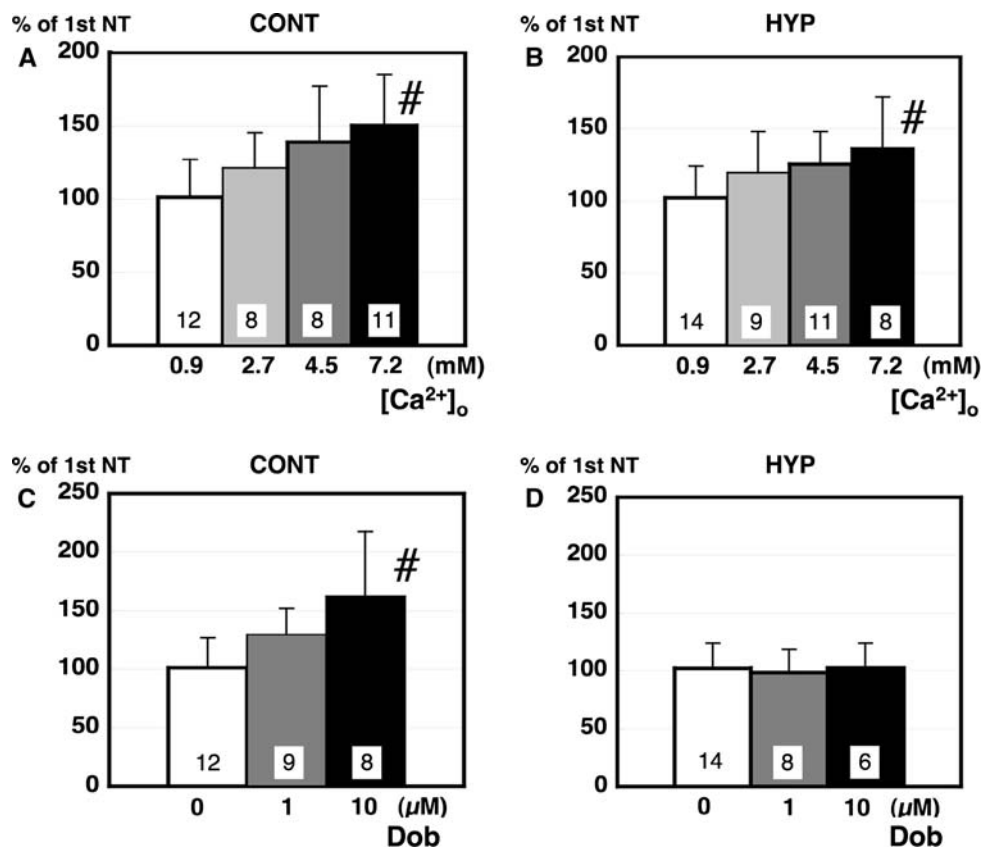 % of 1st NT CONT
A
200
150
100
50
0
#
12 8 8 11
0.9 2.7 4.5 7.2 (mM)
[Ca²⁺]ₒ
% of 1st NT HYP
B
200
150
100
50
0
#
14 9 11 8
0.9 2.7 4.5 7.2 (mM)
[Ca²⁺]ₒ
% of 1st NT CONT
C
250
200
150
100
50
0
#
12 9 8
0 1 10 (µM)
Dob
% of 1st NT HYP
D
250
200
150
100
50
0
14 8 6
0 1 10 (µM)
Dob